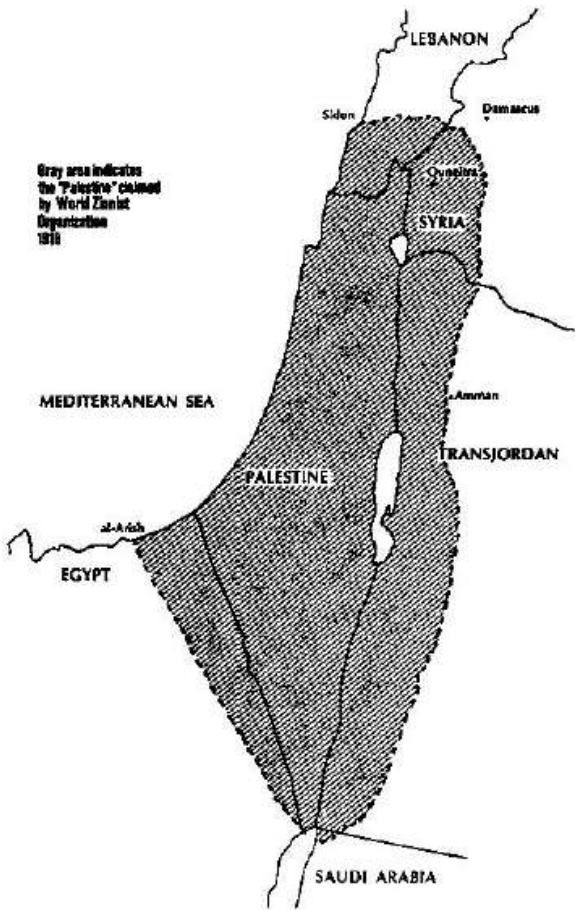 LEBANON
Sidon
Damascus
Gray area indicates
the "Palestine" claimed
by World Zionist
Organization
Quneitra
SYRIA
MEDITERRANEAN SEA
Amman
TRANSJORDAN
PALESTINE
al-Arish
EGYPT
SAUDI ARABIA